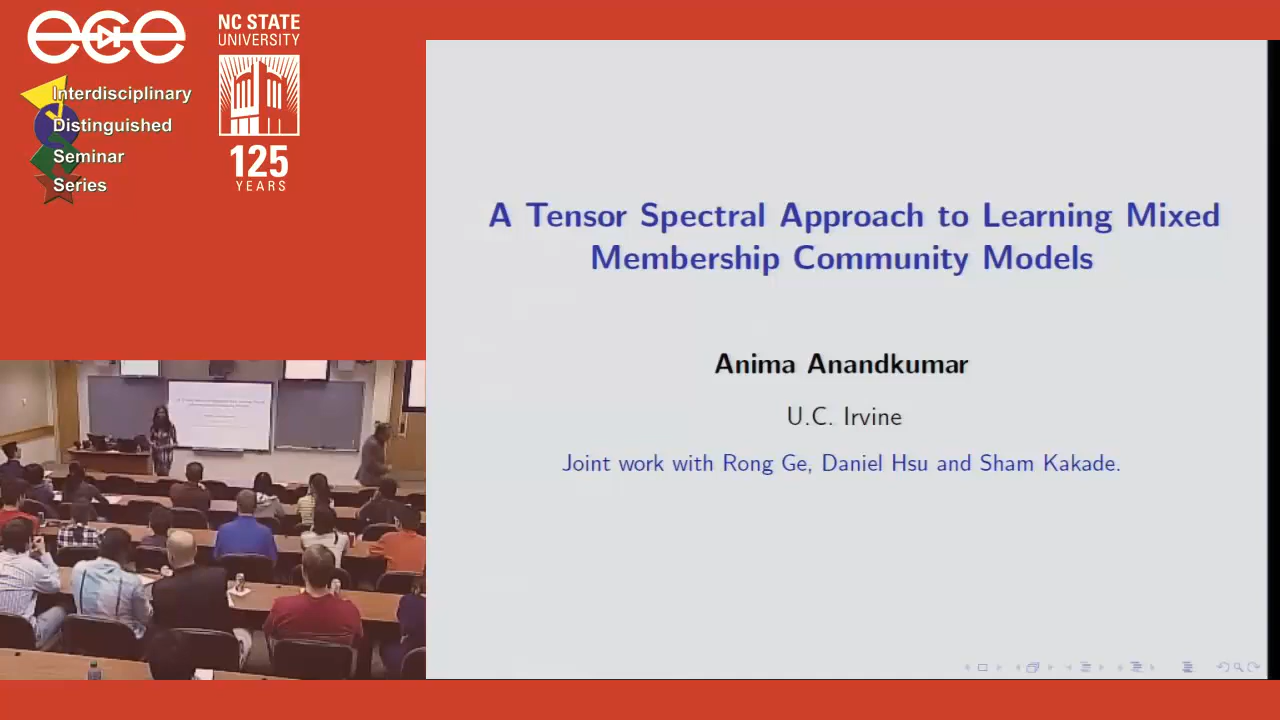 ece
NC STATE
UNIVERSITY
Interdisciplinary
Distinguished
Seminar
Series
125
YEARS
A Tensor Spectral Approach to Learning Mixed
Membership Community Models
Anima Anandkumar
U.C. Irvine
Joint work with Rong Ge, Daniel Hsu and Sham Kakade.